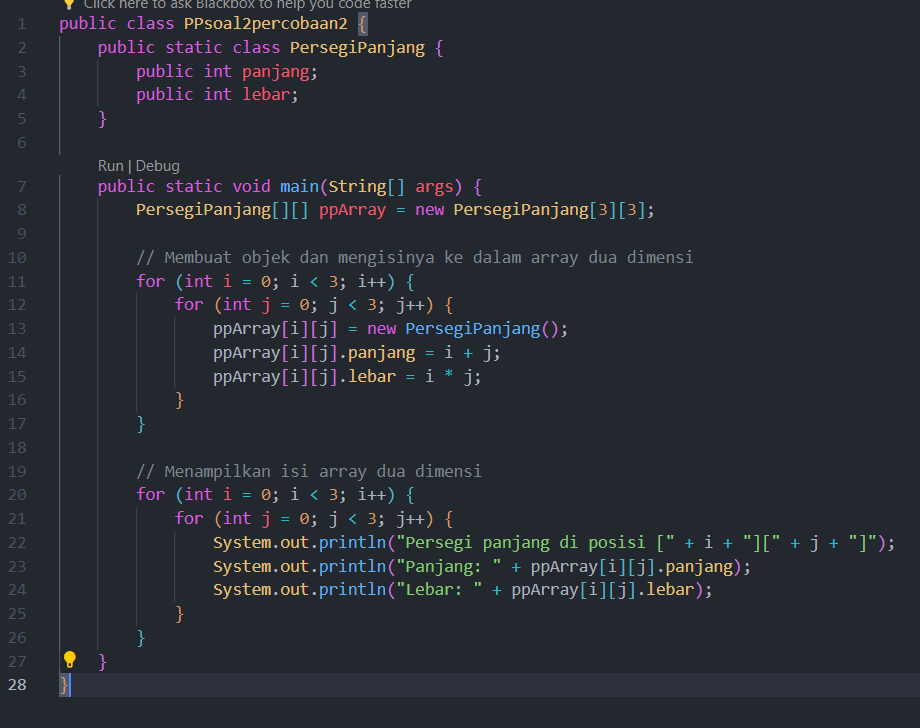 Click here to ask Blackbox to help you code faster
1 public class PPsoal2percobaan2 {
2 public static class PersegiPanjang {
3 public int panjang;
4 public int lebar;
5 }
6
Run | Debug
7 public static void main(String[] args) {
8 PersegiPanjang[][] ppArray = new PersegiPanjang[3][3];
9
10 // Membuat objek dan mengisinya ke dalam array dua dimensi
11 for (int i = 0; i < 3; i++) {
12 for (int j = 0; j < 3; j++) {
13 ppArray[i][j] = new PersegiPanjang();
14 ppArray[i][j].panjang = i + j;
15 ppArray[i][j].lebar = i * j;
16 }
17 }
18
19 // Menampilkan isi array dua dimensi
20 for (int i = 0; i < 3; i++) {
21 for (int j = 0; j < 3; j++) {
22 System.out.println("Persegi panjang di posisi [" + i + "][" + j + "]");
23 System.out.println("Panjang: " + ppArray[i][j].panjang);
24 System.out.println("Lebar: " + ppArray[i][j].lebar);
25 }
26 }
27 }
28 }